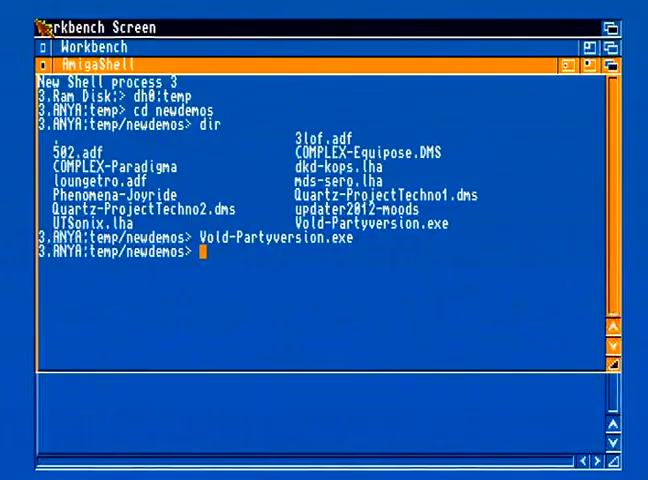 Workbench Screen
Workbench
AmigaShell
New Shell process 3
3.Ram Disk:> dh0:temp
3.ANYA:temp> cd newdemos
3.ANYA:temp/newdemos> dir
. 3lof.adf
502.adf COMPLEX-Equipose.DMS
COMPLEX-Paradigma dkd-kops.lha
loungetro.adf mds-sero.lha
Phenomena-Joyride Quartz-ProjectTechno1.dms
Quartz-ProjectTechno2.dms updater2012-moods
UTSonix.lha Vold-Partyversion.exe
3.ANYA:temp/newdemos> Vold-Partyversion.exe
3.ANYA:temp/newdemos>